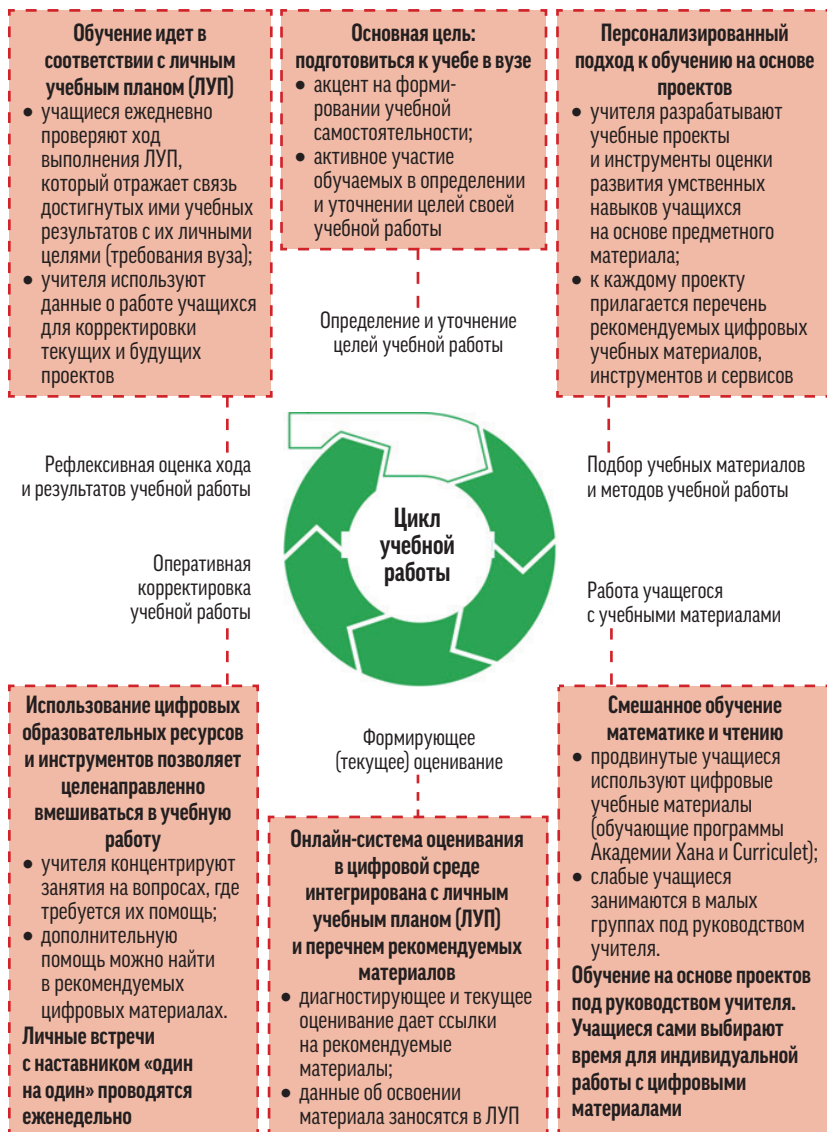 Обучение идет в
соответствии с личным
учебным планом (ЛУП)
• учащиеся ежедневно
проверяют ход
выполнения ЛУП,
который отражает связь
достигнутых ими учебных
результатов с их личными
целями (требования вуза);
• учителя используют
данные о работе учащихся
для корректировки
текущих и будущих
проектов
Основная цель:
подготовиться к учебе в вузе
• акцент на форми-
ровании учебной
самостоятельности;
• активное участие
обучаемых в определении
и уточнении целей своей
учебной работы
Персонализированный
подход к обучению на основе
проектов
• учителя разрабатывают
учебные проекты
и инструменты оценки
развития умственных
навыков учащихся
на основе предметного
материала;
• к каждому проекту
прилагается перечень
рекомендуемых цифровых
учебных материалов,
инструментов и сервисов
Определение и уточнение
целей учебной работы
Рефлексивная оценка хода
и результатов учебной работы
Подбор учебных материалов
и методов учебной работы
Цикл
учебной
работы
Оперативная
корректировка
учебной работы
Работа учащегося
с учебными материалами
Формирующее
(текущее) оценивание
Использование цифровых
образовательных ресурсов
и инструментов позволяет
целенаправленно
вмешиваться в учебную
работу
• учителя концентрируют
занятия на вопросах, где
требуется их помощь;
• дополнительную
помощь можно найти
в рекомендуемых
цифровых материалах.
Личные встречи
с наставником «один
на один» проводятся
еженедельно
Онлайн-система оценивания
в цифровой среде
интегрирована с личным
учебным планом (ЛУП)
и перечнем рекомендуемых
материалов
• диагностирующее и текущее
оценивание дает ссылки
на рекомендуемые
материалы;
• данные об освоении
материала заносятся в ЛУП
Смешанное обучение
математике и чтению
• продвинутые учащиеся
используют цифровые
учебные материалы
(обучающие программы
Академии Хана и Curriculet);
• слабые учащиеся
занимаются в малых
группах под руководством
учителя.
Обучение на основе проектов
под руководством учителя.
Учащиеся сами выбирают
время для индивидуальной
работы с цифровыми
материалами